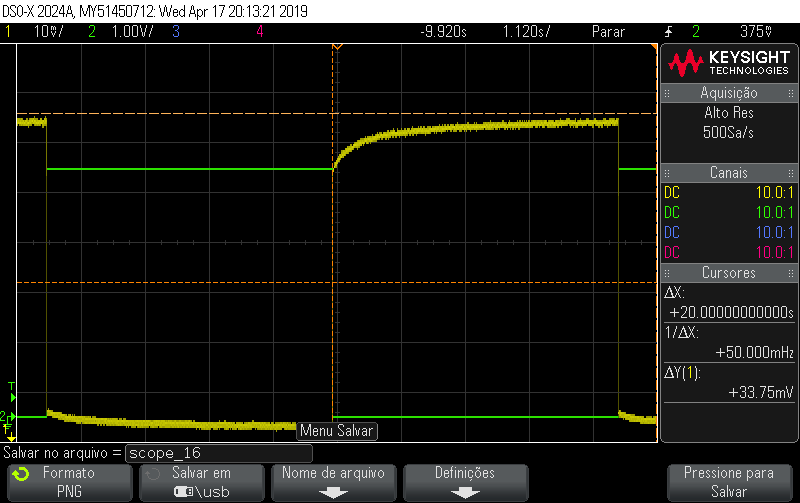 DSO-X 2024A, MY51450712: Wed Apr 17 20:13:21 2019
1 10mV/ 2 1.00V/ 3 4 -9.920s 1.120s/ Parar 2 375mV
KEYSIGHT
TECHNOLOGIES
Aquisição
Alto Res
500Sa/s
Canais
DC 10.0:1
DC 10.0:1
DC 10.0:1
DC 10.0:1
Cursores
ΔX:
+20.00000000000s
1/ΔX:
+50.000mHz
ΔY(1):
+33.75mV
T
2
Menu Salvar
Salvar no arquivo = scope_16
Formato
PNG
Salvar em
\usb
Nome de arquivo
Definições
Pressione para
Salvar